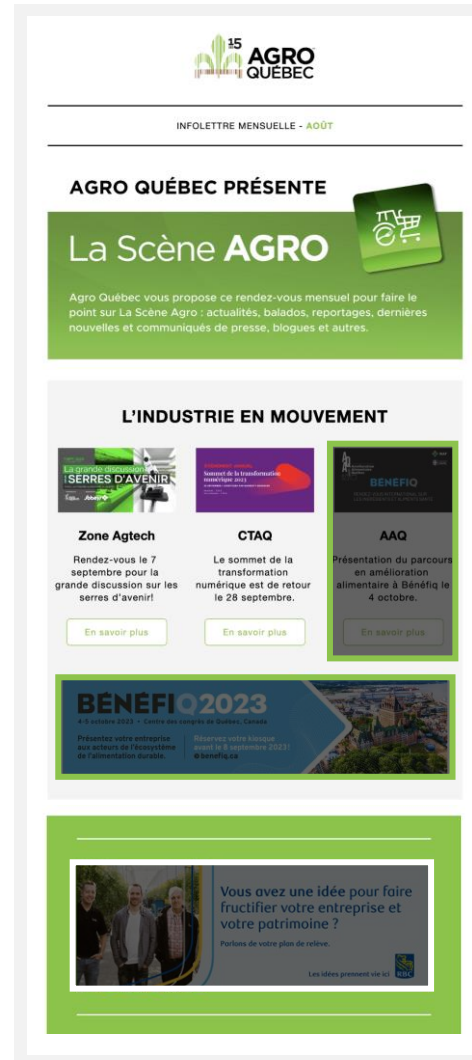 15
AGRO
QUÉBEC
INFOLETTRE MENSUELLE - AOÛT
AGRO QUÉBEC PRÉSENTE
La Scène AGRO
Agro Québec vous propose ce rendez-vous mensuel pour faire le
point sur La Scène Agro : actualités, balados, reportages, dernières
nouvelles et communiqués de presse, blogues et autres.
L'INDUSTRIE EN MOUVEMENT
La grande discussion
SERRES D'AVENIR
Zone Agtech
Rendez-vous le 7
septembre pour la
grande discussion sur les
serres d'avenir!
En savoir plus
Sommet de la transformation
numérique 2023
CTAQ
Le sommet de la
transformation
numérique est de retour
le 28 septembre.
En savoir plus
BÉNÉFIQ
AAQ
Présentation du parcours
en amélioration
alimentaire à Bénéfiq le
4 octobre.
En savoir plus
BÉNÉFIQ2023
4-5 octobre 2023 • Centre des congrès de Québec, Canada
Présentez votre entreprise
aux acteurs de l'écosystème
de l'alimentation durable.
Réservez votre kiosque
avant le 8 septembre 2023!
benefiq.ca
Vous avez une idée pour faire
fructifier votre entreprise et
votre patrimoine ?
Parlons de votre plan de relève.
Les idées prennent vie ici
RBC